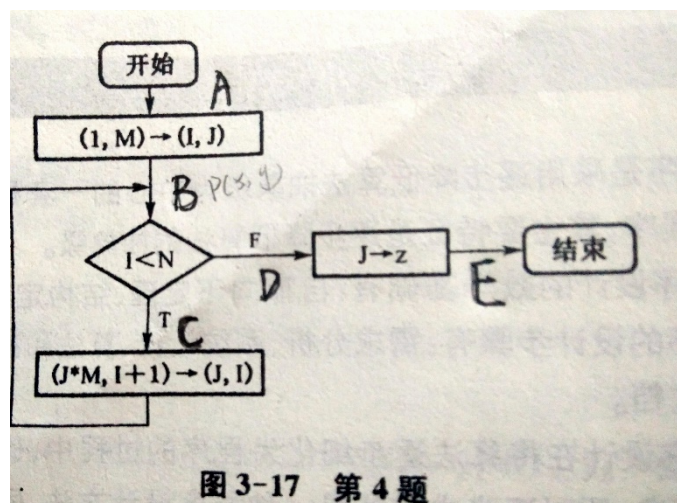 开始
A
(1, M)→(I, J)
B p(x, y)
I<N
F
D
J→z
E
结束
T
C
(J*M, I+1)→(J, I)
图 3-17 第 4 题